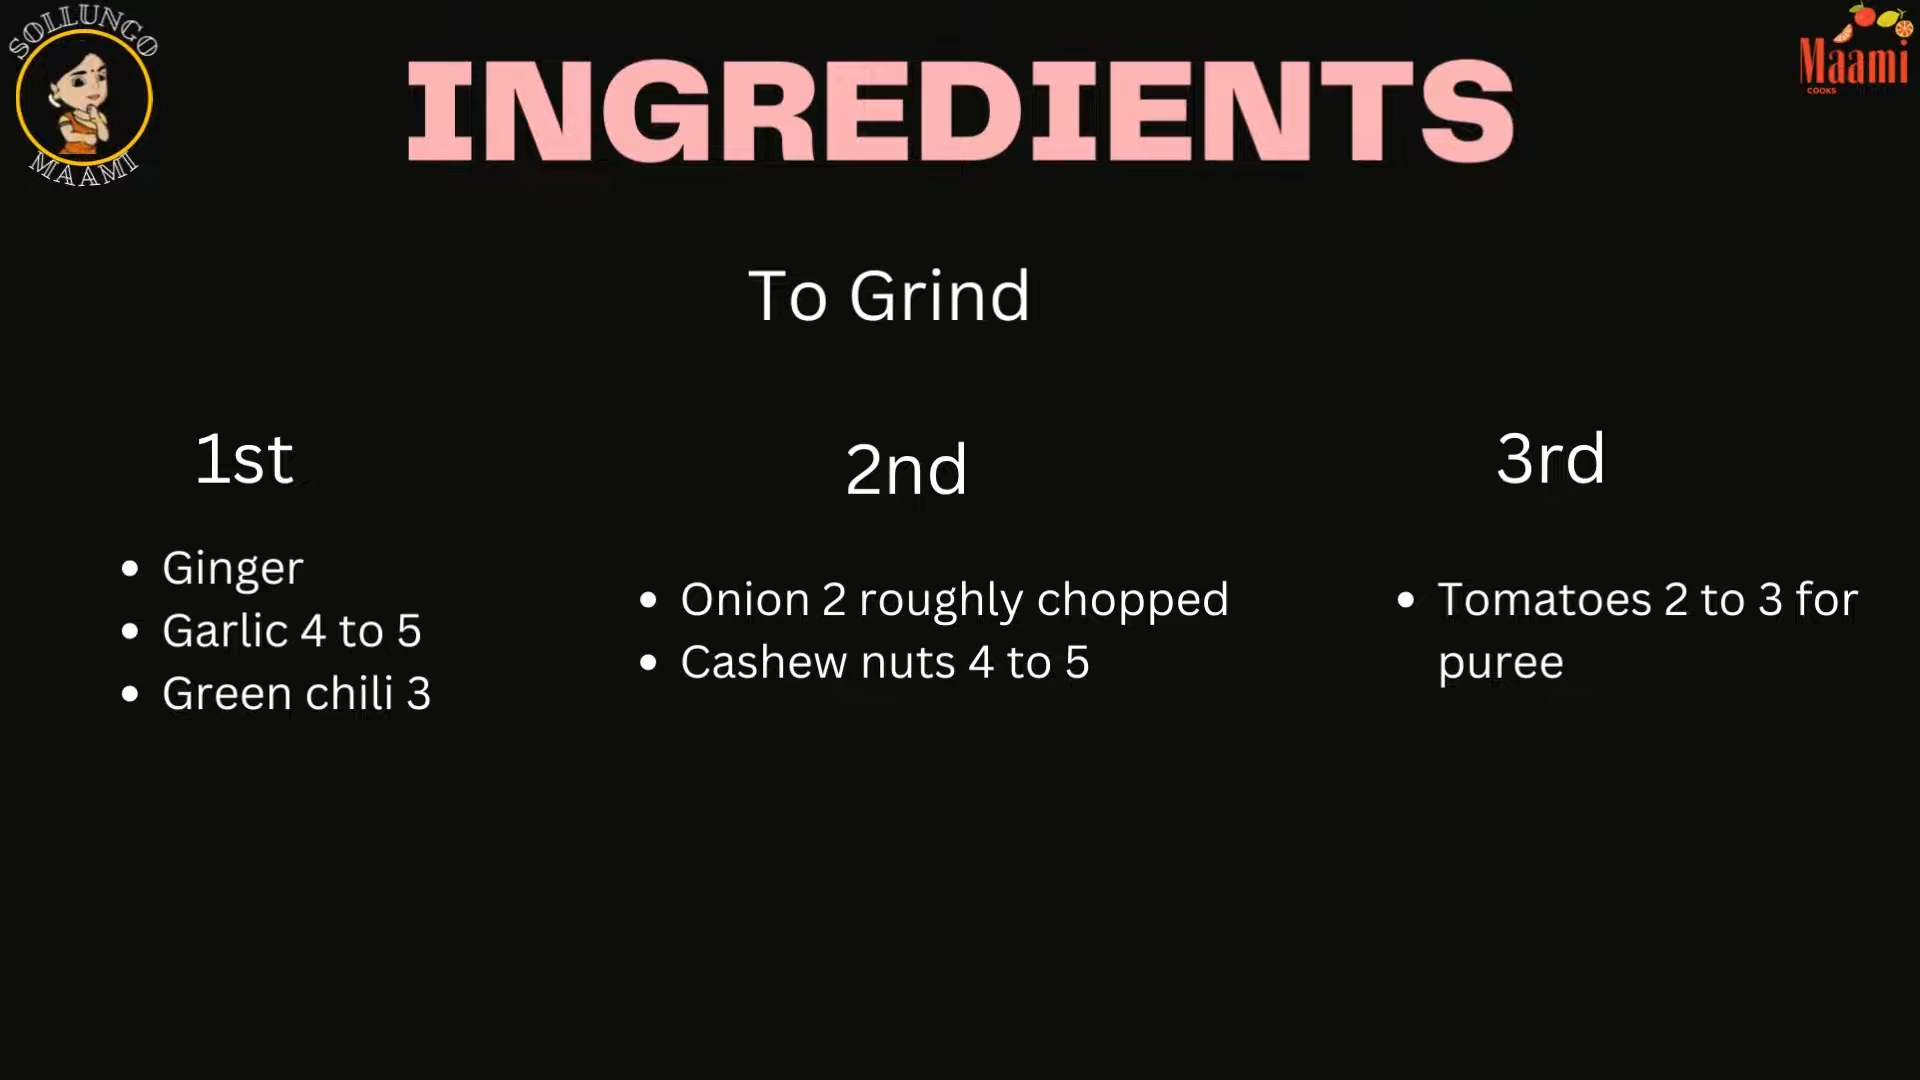 SOLLUNGO
MAAMI
Maami
COOKS
INGREDIENTS
To Grind
1st
• Ginger
• Garlic 4 to 5
• Green chili 3
2nd
• Onion 2 roughly chopped
• Cashew nuts 4 to 5
3rd
• Tomatoes 2 to 3 for
puree